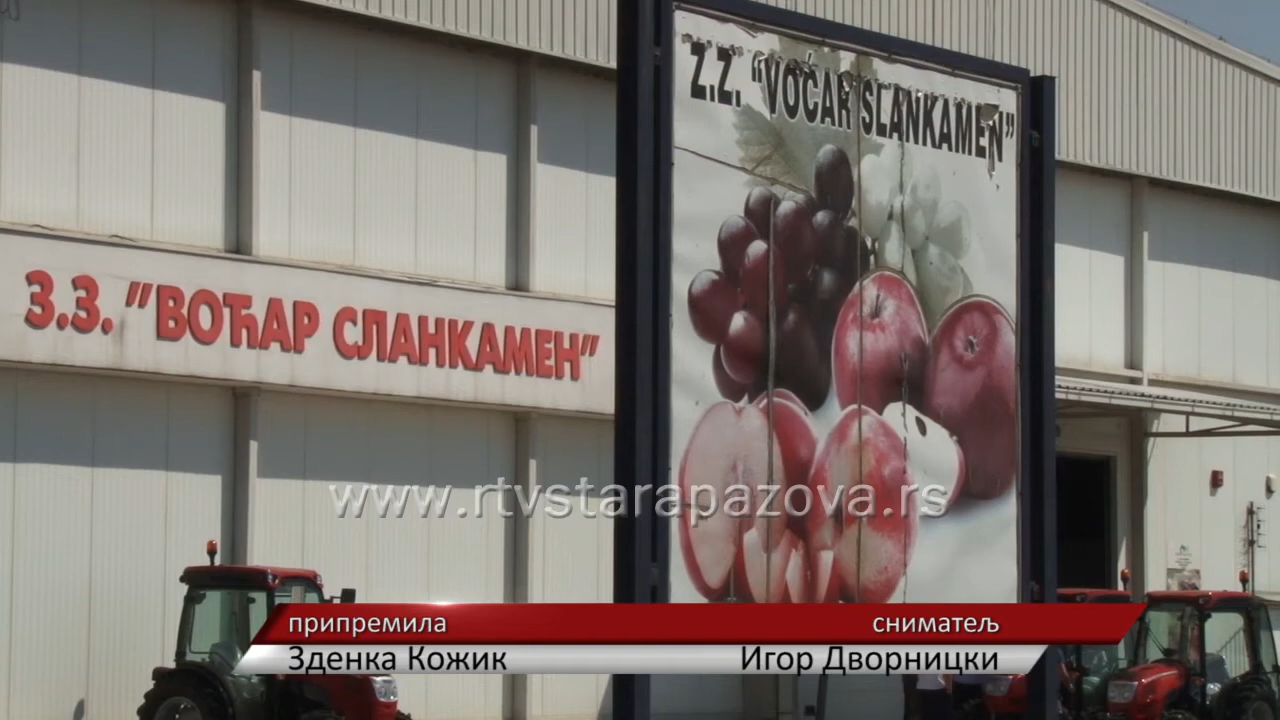 Z.Z. "VOĆAR SLANKAMEN"
З.З. "ВОЋАР СЛАНКАМЕН"
www.rtvstarapazova.rs
припремила
сниматељ
Зденка Кожик
Игор Дворницки